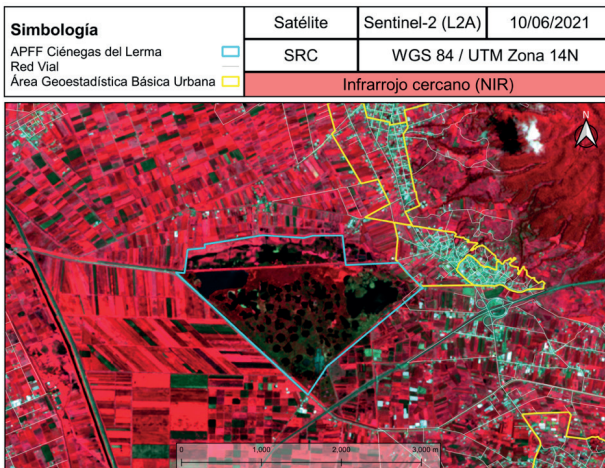 Simbología
APFF Ciénegas del Lerma
Red Vial
Área Geoestadística Básica Urbana
Satélite
Sentinel-2 (L2A)
10/06/2021
SRC
WGS 84 / UTM Zona 14N
Infrarrojo cercano (NIR)
N
0 1,000 2,000 3,000 m